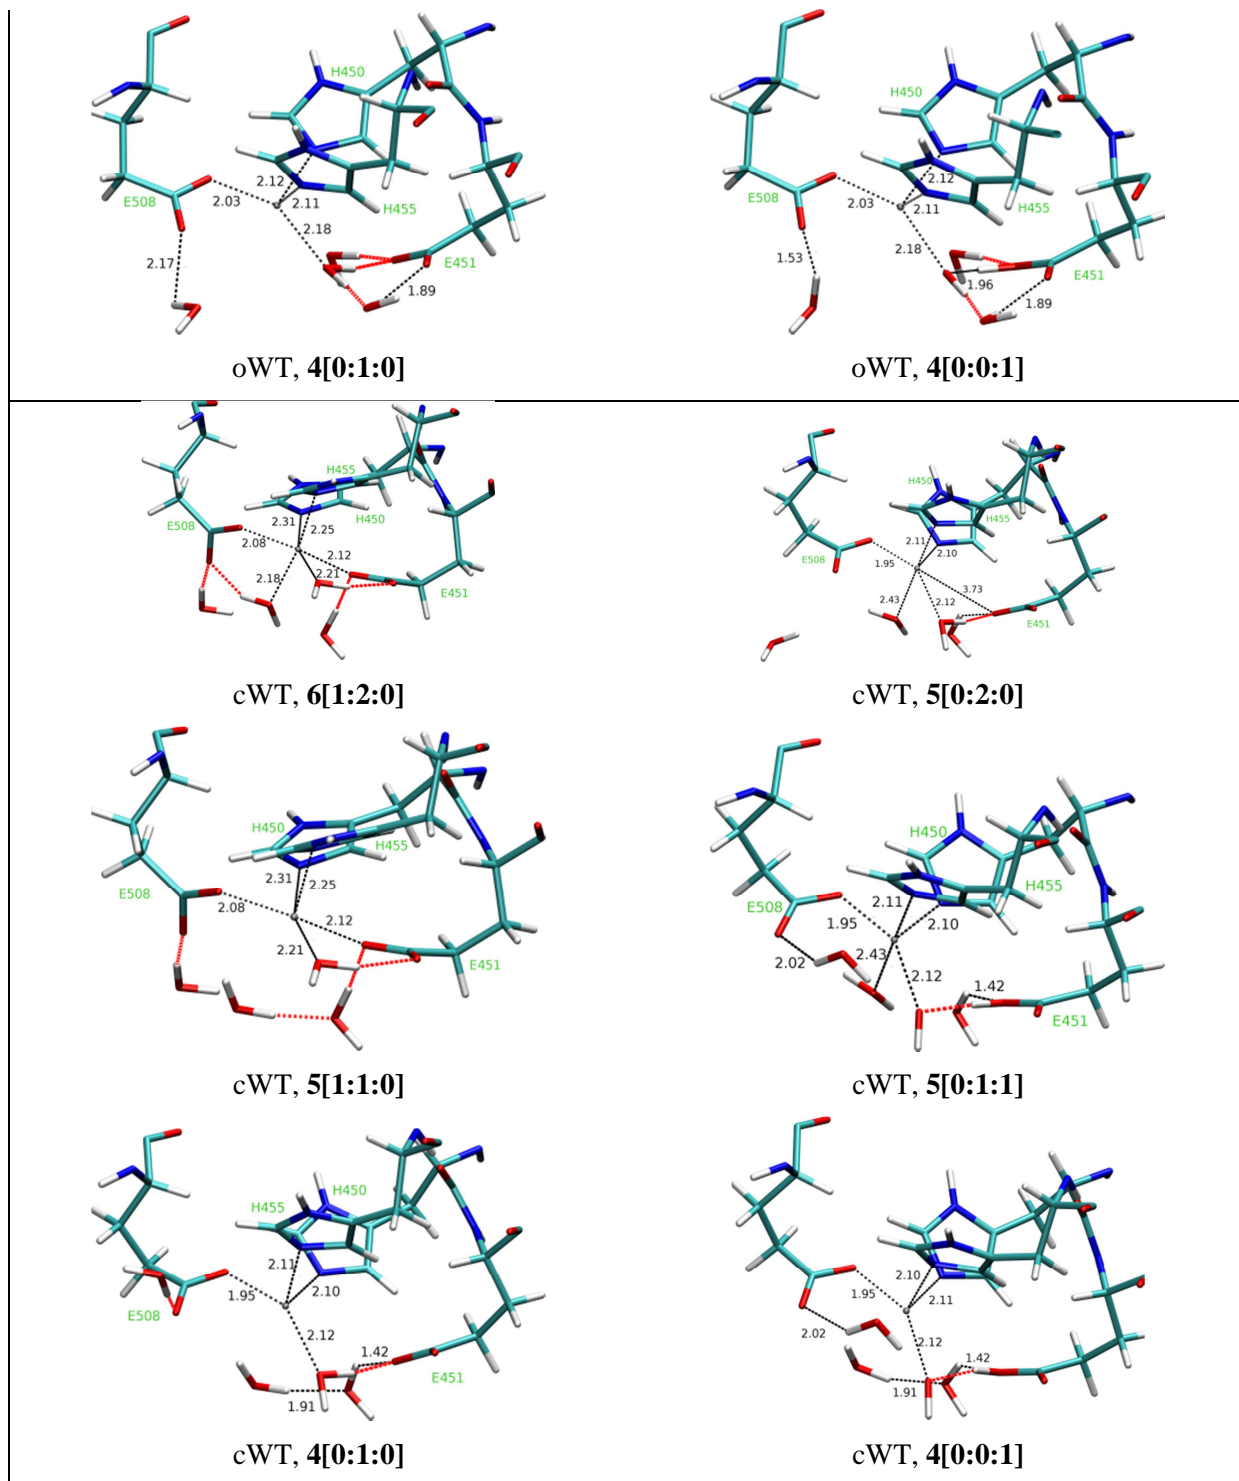 H450
2.12
2.11
2.03
E508
H455
2.18
2.17
E451
1.89
oWT, 4[0:1:0]
H450
2.12
2.11
2.03
E508
H455
2.18
1.53
E451
1.96
1.89
oWT, 4[0:0:1]
H455
H450
E508
2.31
2.25
2.08
2.12
2.21
2.18
E451
cWT, 6[1:2:0]
H450
H455
E508
2.11
2.10
1.95
3.73
2.43
2.12
E451
cWT, 5[0:2:0]
H450
H455
2.31
2.25
E508
2.08
2.12
2.21
E451
cWT, 5[1:1:0]
H450
H455
E508
2.11
2.10
1.95
2.02
2.43
2.12
1.42
E451
cWT, 5[0:1:1]
H450
H455
2.11
2.10
1.95
E508
2.12
1.42
E451
1.91
cWT, 4[0:1:0]
2.10
2.11
1.95
2.02
2.12
1.42
1.91
cWT, 4[0:0:1]